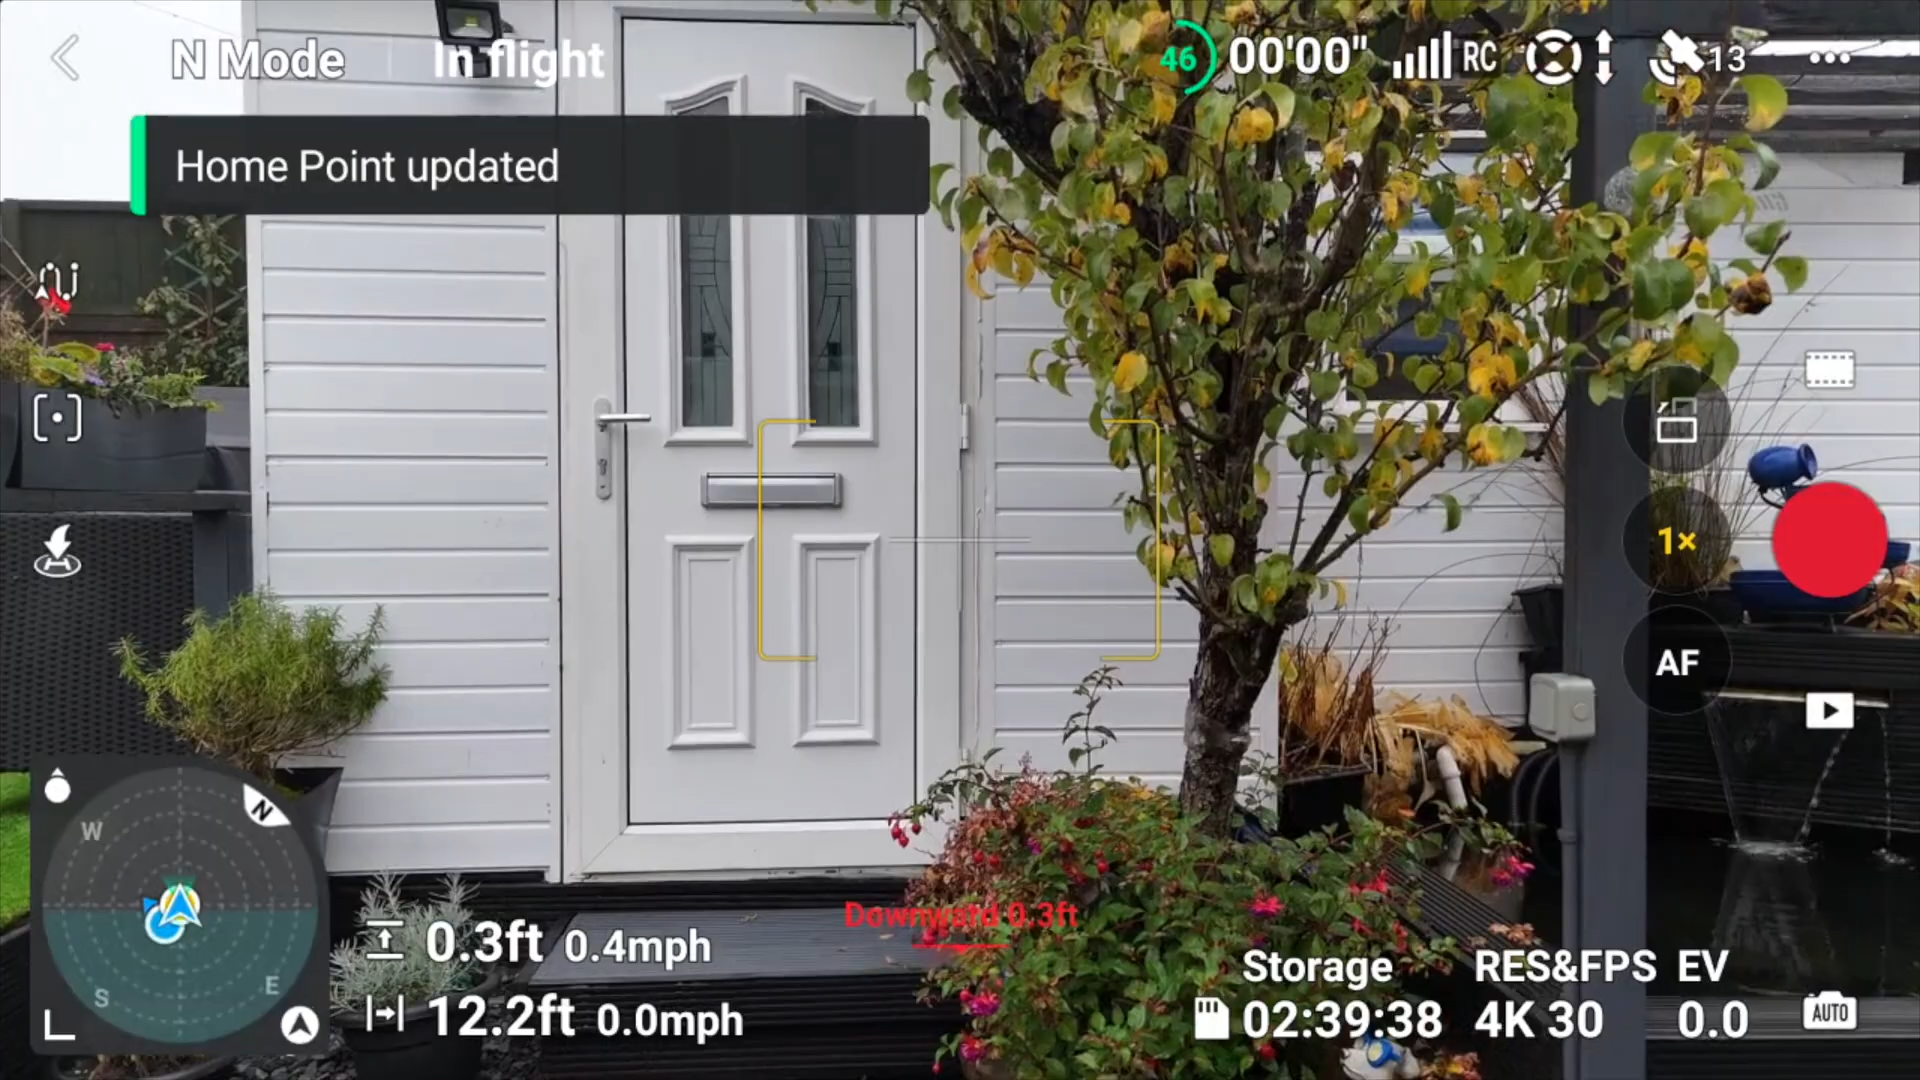 N Mode
In flight
46
00'00"
RC
13
Home Point updated
1×
AF
N
W
S
E
0.3ft 0.4mph
12.2ft 0.0mph
Downward 0.3ft
Storage
02:39:38
RES&FPS
4K 30
EV
0.0
AUTO